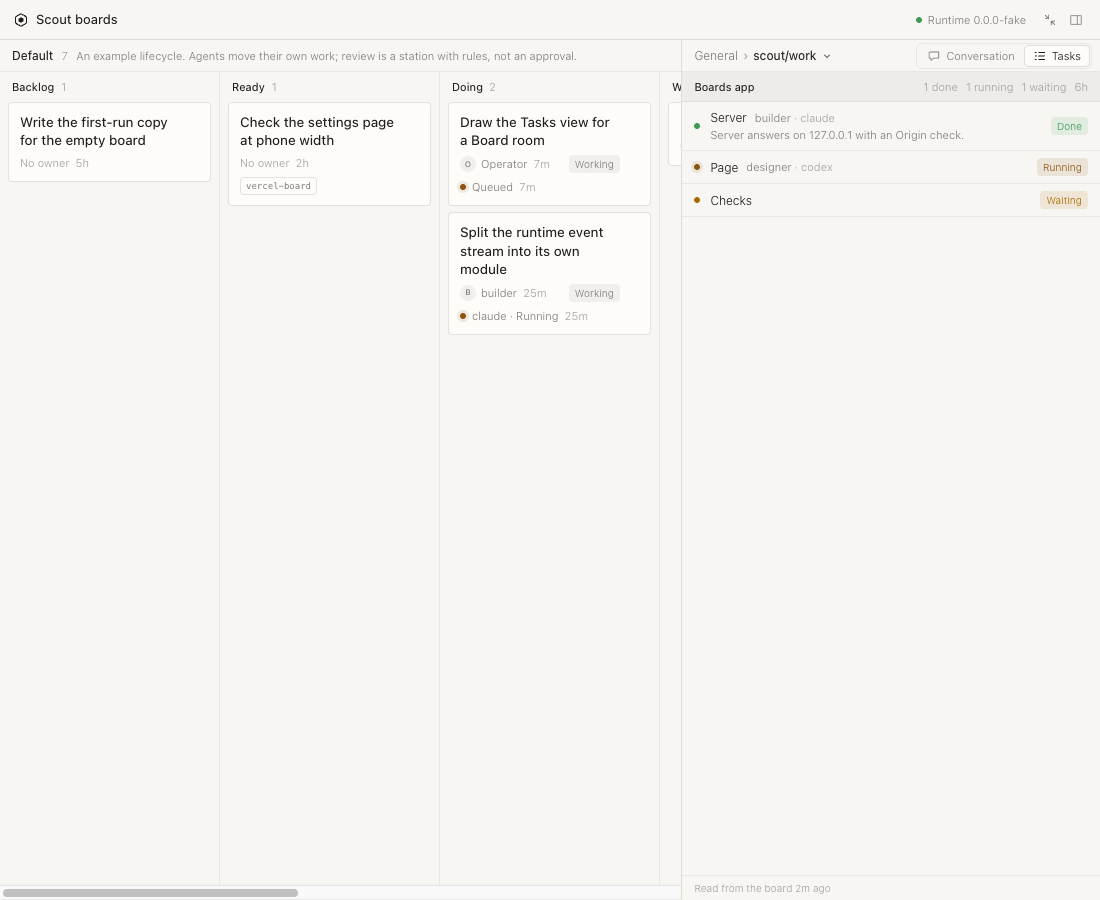 Scout boards
Runtime 0.0.0-fake
Default 7 An example lifecycle. Agents move their own work; review is a station with rules, not an approval.
General › scout/work
Conversation
Tasks
Backlog 1
Write the first-run copy
for the empty board
No owner 5h
Ready 1
Check the settings page
at phone width
No owner 2h
vercel-board
Doing 2
Draw the Tasks view for
a Board room
O Operator 7m Working
Queued 7m
Split the runtime event
stream into its own
module
B builder 25m Working
claude · Running 25m
W
Boards app 1 done 1 running 1 waiting 6h
Server builder · claude
Server answers on 127.0.0.1 with an Origin check.
Done
Page designer · codex Running
Checks Waiting
Read from the board 2m ago